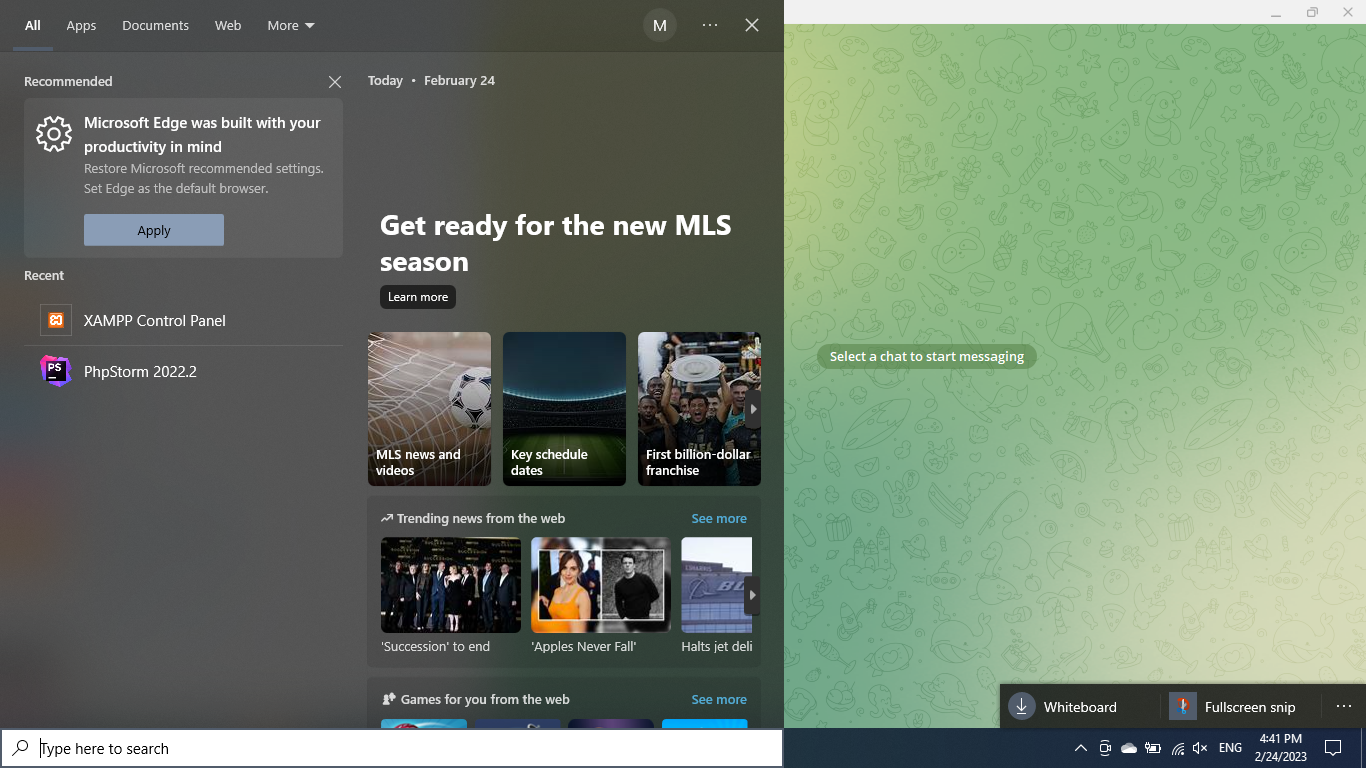 All
Apps
Documents
Web
More
M
Recommended
Microsoft Edge was built with your
productivity in mind
Restore Microsoft recommended settings.
Set Edge as the default browser.
Apply
Recent
XAMPP Control Panel
PS
PhpStorm 2022.2
Today • February 24
Get ready for the new MLS
season
Learn more
MLS news and
videos
Key schedule
dates
First billion-dollar
franchise
Trending news from the web
See more
'Succession' to end
'Apples Never Fall'
Halts jet deli
Games for you from the web
See more
Type here to search
Select a chat to start messaging
Whiteboard
Fullscreen snip
ENG
4:41 PM
2/24/2023